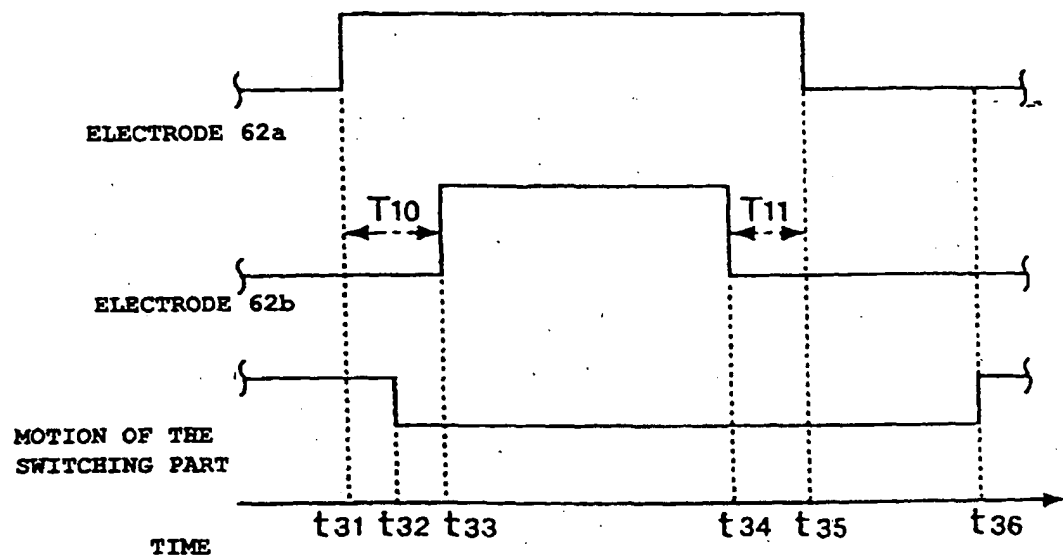 ELECTRODE 62a
T10
T11
ELECTRODE 62b
MOTION OF THE
SWITCHING PART
t31 t32 t33 t34 t35 t36
TIME